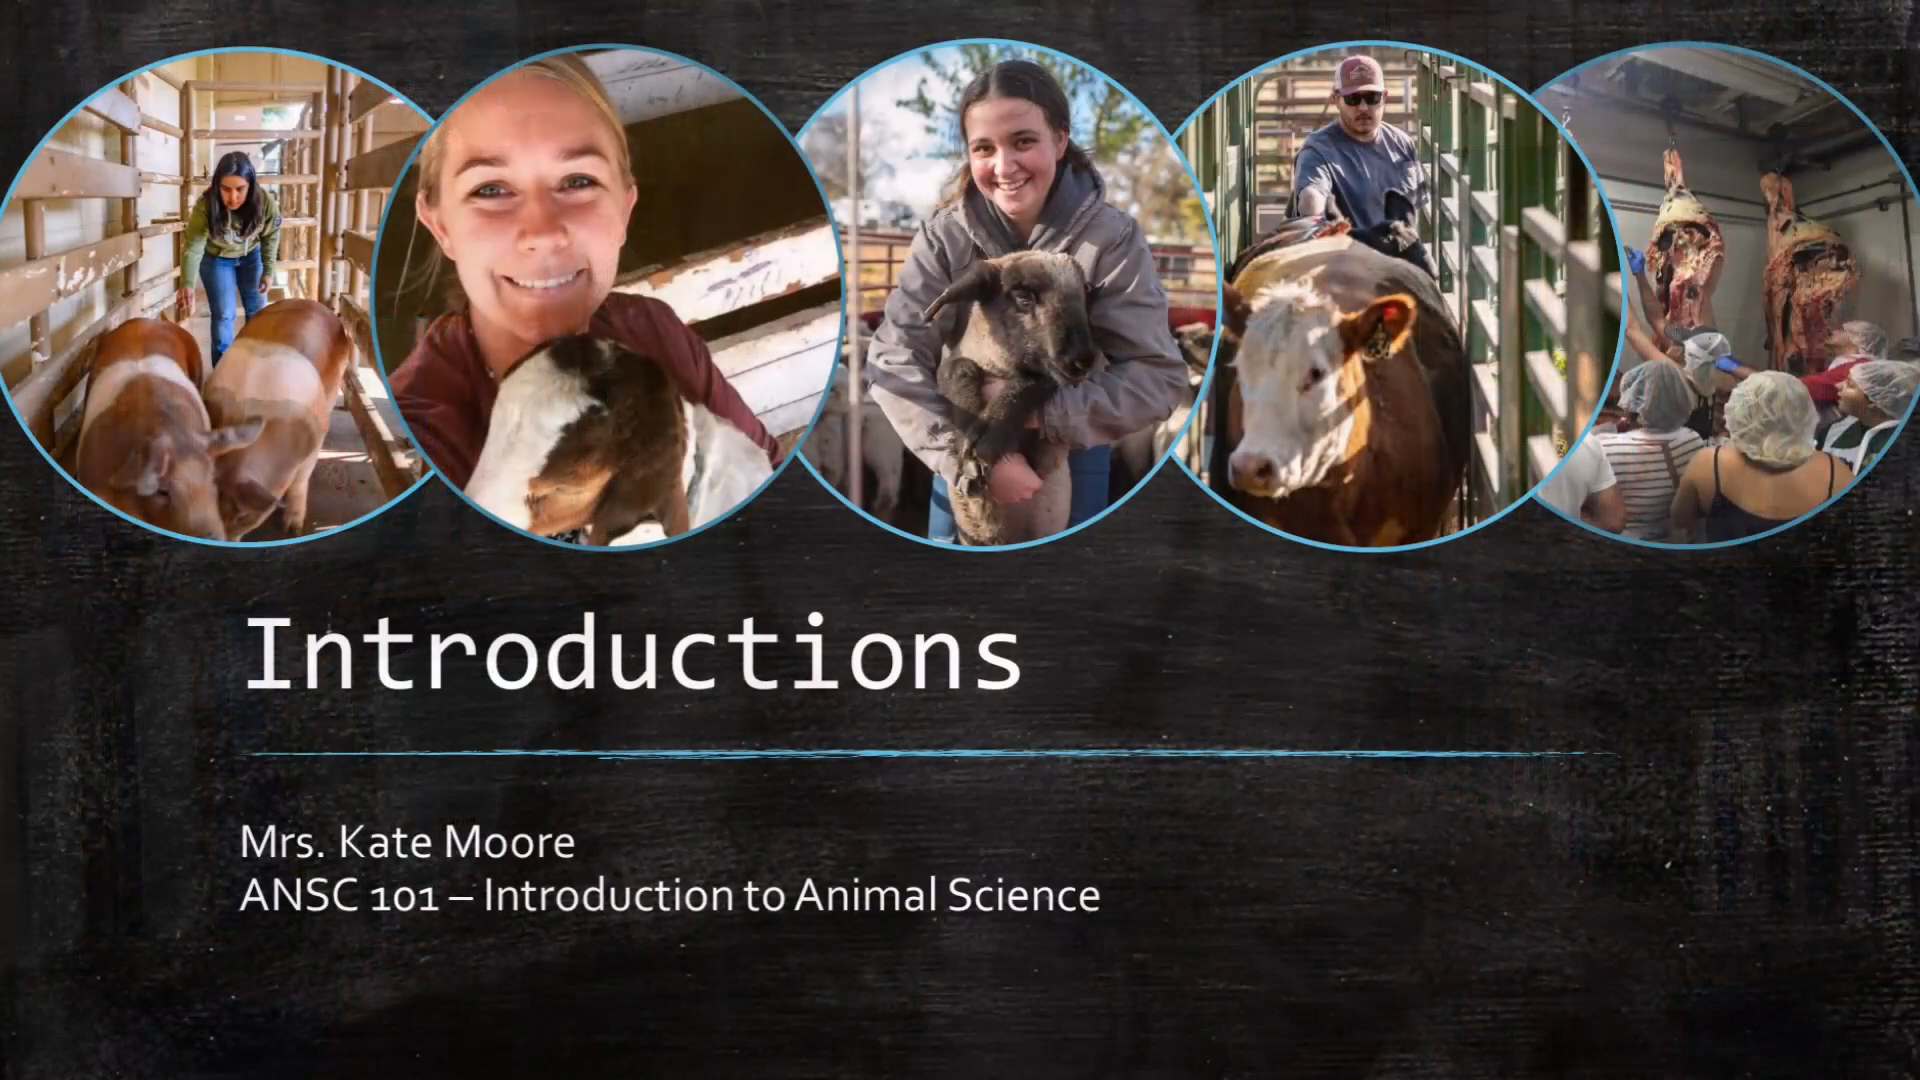 Introductions
Mrs. Kate Moore
ANSC 101 – Introduction to Animal Science